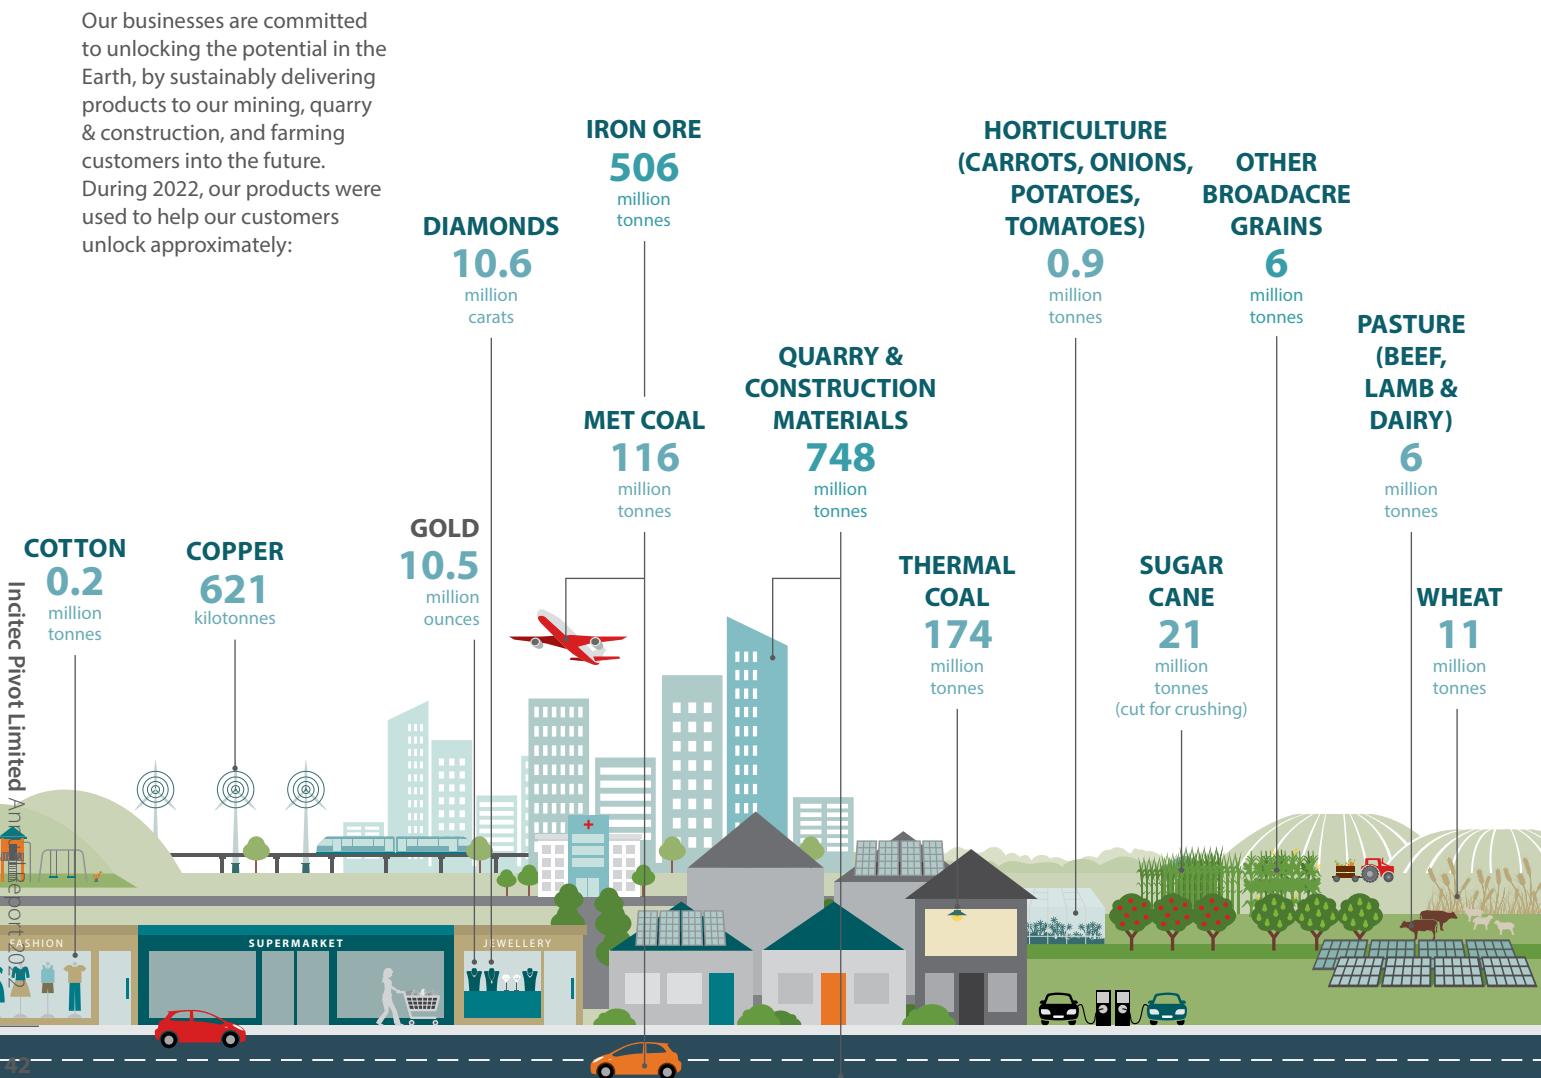 Our businesses are committed
to unlocking the potential in the
Earth, by sustainably delivering
products to our mining, quarry
& construction, and farming
customers into the future.
During 2022, our products were
used to help our customers
unlock approximately:
COTTON
0.2
million
tonnes
COPPER
621
kilotonnes
GOLD
10.5
million
ounces
DIAMONDS
10.6
million
carats
IRON ORE
506
million
tonnes
MET COAL
116
million
tonnes
QUARRY &
CONSTRUCTION
MATERIALS
748
million
tonnes
THERMAL
COAL
174
million
tonnes
HORTICULTURE
(CARROTS, ONIONS,
POTATOES,
TOMATOES)
0.9
million
tonnes
SUGAR
CANE
21
million
tonnes
(cut for crushing)
OTHER
BROADACRE
GRAINS
6
million
tonnes
PASTURE
(BEEF,
LAMB &
DAIRY)
6
million
tonnes
WHEAT
11
million
tonnes
FASHION
SUPERMARKET
JEWELLERY
Incitec Pivot Limited Annual Report 2022
42